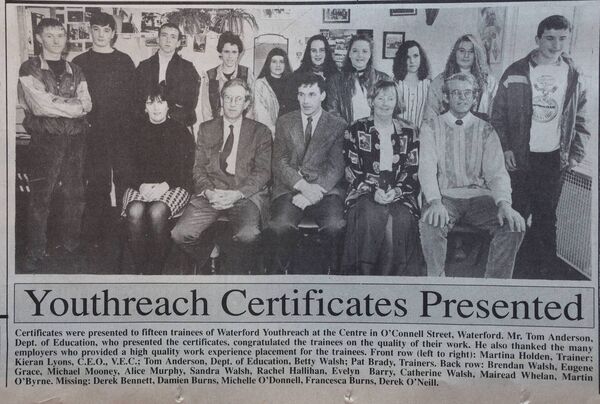 Youthreach Certificates Presented
Certificates were presented to fifteen trainees of Waterford Youthreach at the Centre in O'Connell Street, Waterford. Mr. Tom Anderson,
Dept. of Education, who presented the certificates, congratulated the trainees on the quality of their work. He also thanked the many
employers who provided a high quality work experience placement for the trainees. Front row (left to right): Martina Holden, Trainer;
Kieran Lyons, C.E.O., V.E.C.; Tom Anderson, Dept. of Education, Betty Walsh; Pat Brady, Trainers. Back row: Brendan Walsh, Eugene
Grace, Michael Mooney, Alice Murphy, Sandra Walsh, Rachel Hallihan, Evelyn Barry, Catherine Walsh, Mairead Whelan, Martin
O'Byrne. Missing: Derek Bennett, Damien Burns, Michelle O'Donnell, Francesca Burns, Derek O'Neill.